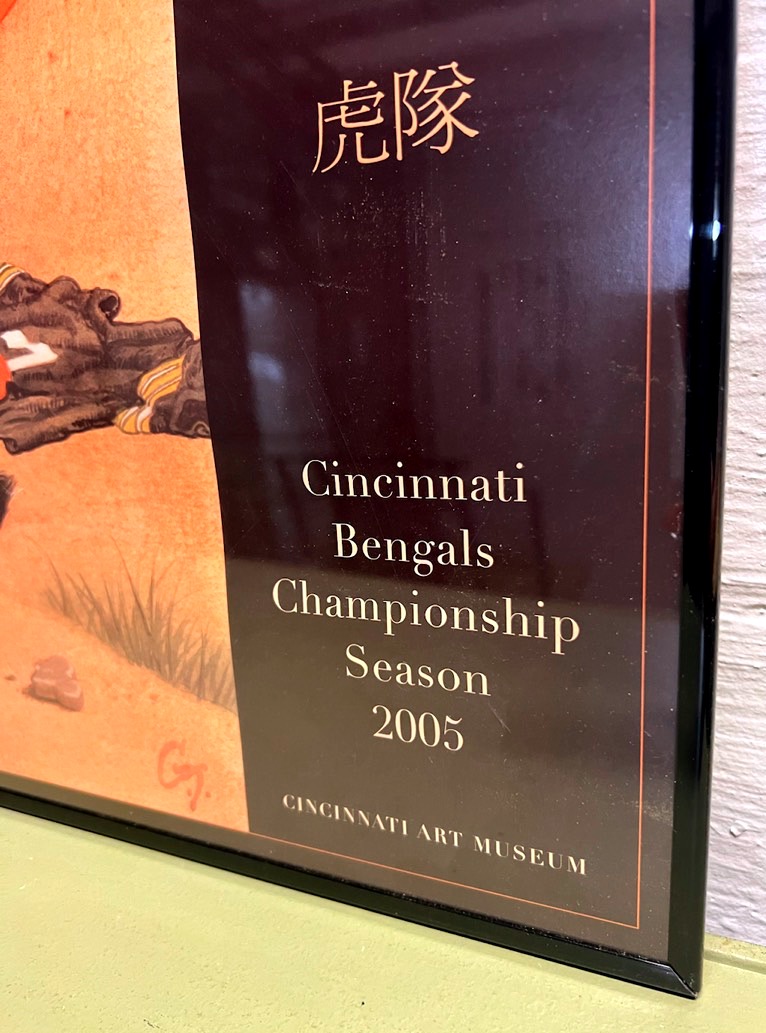 虎隊
Cincinnati
Bengals
Championship
Season
2005
CINCINNATI ART MUSEUM